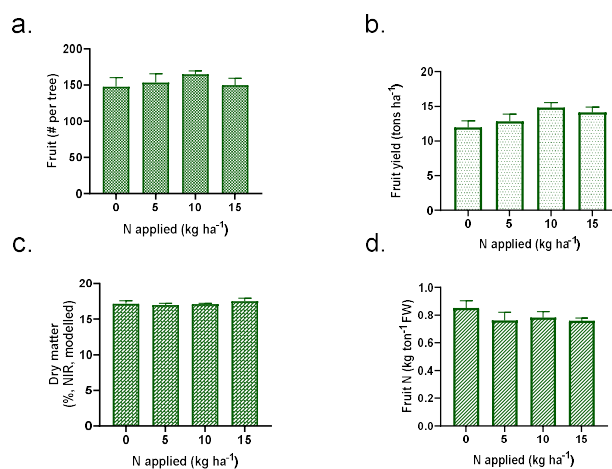 a.
Fruit (# per tree)
200
150
100
50
0
0 5 10 15
N applied (kg ha⁻¹)
b.
Fruit yield (tons ha⁻¹)
20
15
10
5
0
0 5 10 15
N applied (kg ha⁻¹)
c.
Dry matter
(%, NIR, modelled)
20
15
10
5
0
0 5 10 15
N applied (kg ha⁻¹)
d.
Fruit N (kg ton⁻¹ FW)
1.0
0.8
0.6
0.4
0.2
0.0
0 5 10 15
N applied (kg ha⁻¹)